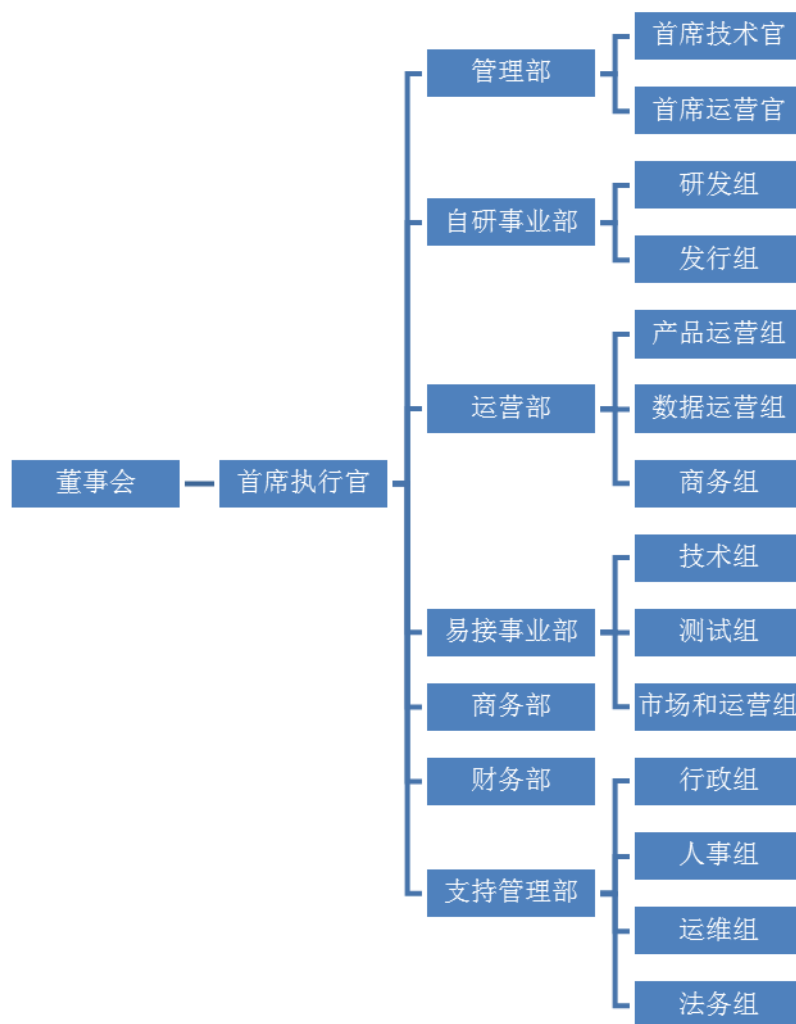 董事会
首席执行官
管理部
首席技术官
首席运营官
自研事业部
研发组
发行组
运营部
产品运营组
数据运营组
商务组
易接事业部
技术组
测试组
市场和运营组
商务部
财务部
支持管理部
行政组
人事组
运维组
法务组